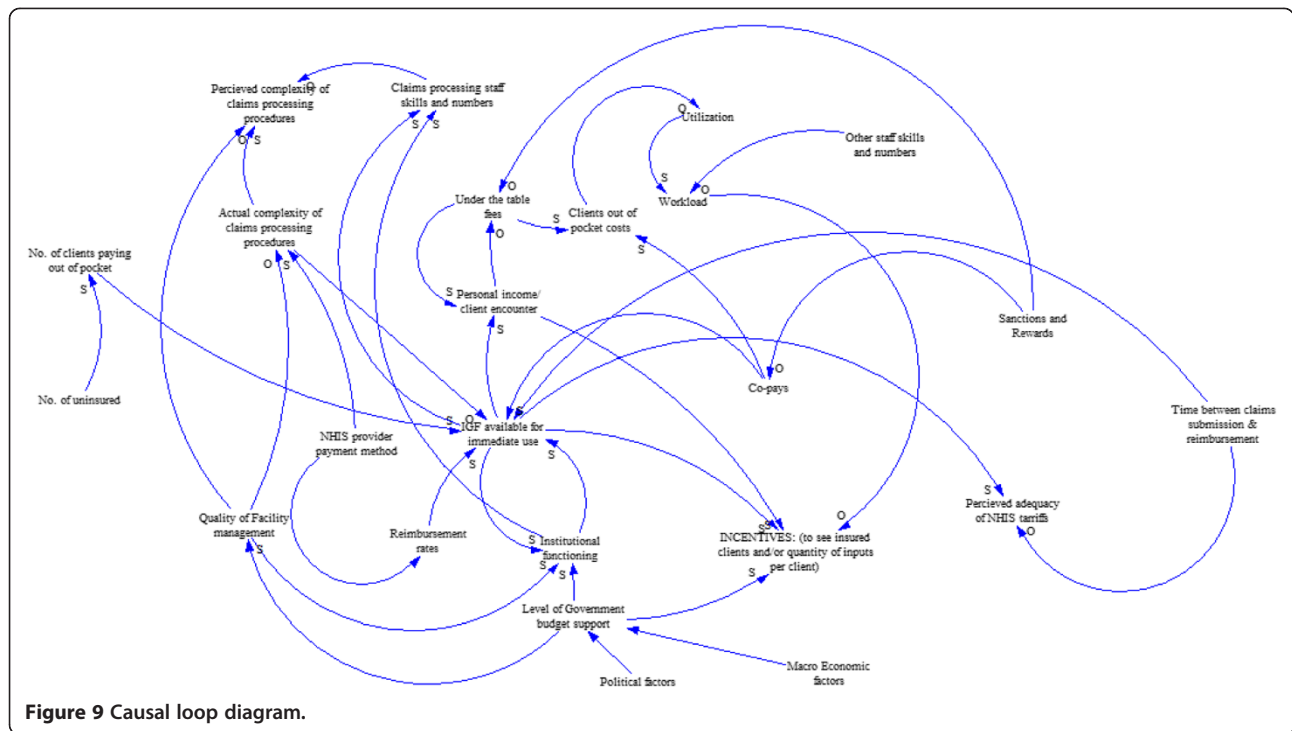 Percieved complexity of
claims processing
procedures
O
O
S
Claims processing staff
skills and numbers
S
S
O
Utilization
Other staff skills
and numbers
S
O
Workload
Under the table
fees
O
O
S
Clients out of
pocket costs
S
Actual complexity of
claims processing
procedures
O
S
No. of clients paying
out of pocket
S
S
Personal income/
client encounter
S
Sanctions and
Rewards
O
Co-pays
No. of uninsured
Time between claims
submission &
reimbursement
S
O
S
IGF available for
immediate use
S
S
NHIS provider
payment method
S
Percieved adequacy
of NHIS tarriffs
O
Quality of Facility
management
S
Reimbursement
rates
S
Institutional
functioning
S
S
S
S
O
INCENTIVES: (to see insured
clients and/or quantity of inputs
per client)
S
Level of Government
budget support
Political factors
Macro Economic
factors
Figure 9 Causal loop diagram.